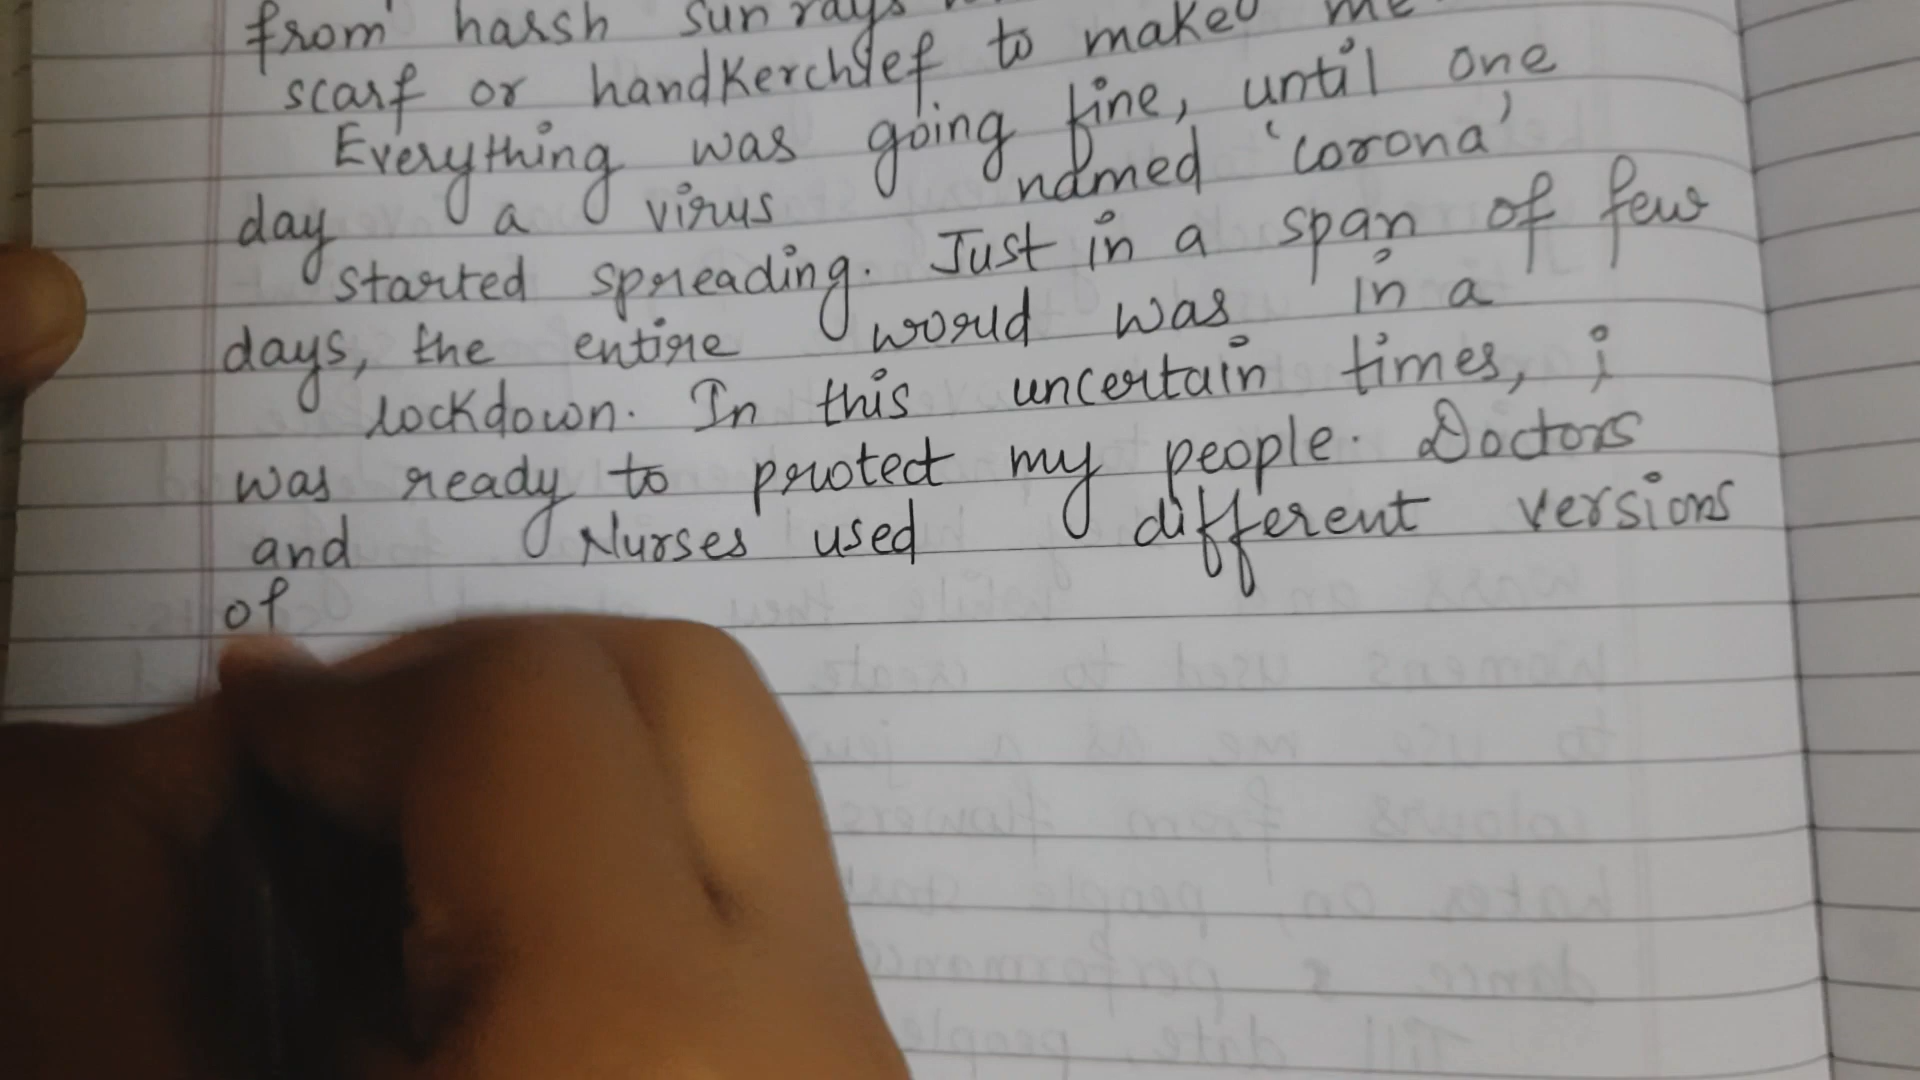 from harsh sun rays
scarf or handkerchief to make me
Everything was going fine, until one
day a virus named 'corona'
started spreading. Just in a span of few
days, the entire world was in a
lockdown. In this uncertain times, i
was ready to protect my people. Doctors
and Nurses used different versions
of